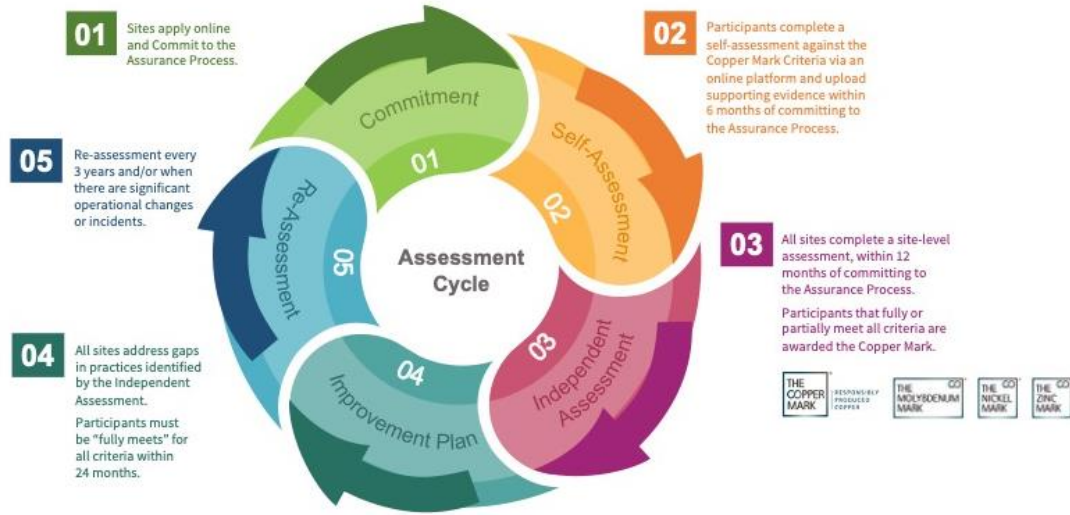 01
Sites apply online
and Commit to the
Assurance Process.
02
Participants complete a
self-assessment against the
Copper Mark Criteria via an
online platform and upload
supporting evidence within
6 months of committing to
the Assurance Process.
03
All sites complete a site-level
assessment, within 12
months of committing to
the Assurance Process.
Participants that fully or
partially meet all criteria are
awarded the Copper Mark.
THE
COPPER
MARK
RESPONSIBLY
PRODUCED
COPPER
THE
MOLYBDENUM
MARK
THE
NICKEL
MARK
THE
ZINC
MARK
04
All sites address gaps
in practices identified
by the Independent
Assessment.
Participants must
be "fully meets" for
all criteria within
24 months.
05
Re-assessment every
3 years and/or when
there are significant
operational changes
or incidents.
Assessment
Cycle
Commitment
01
Self-Assessment
02
Independent
Assessment
03
Improvement Plan
04
Re-Assessment
05